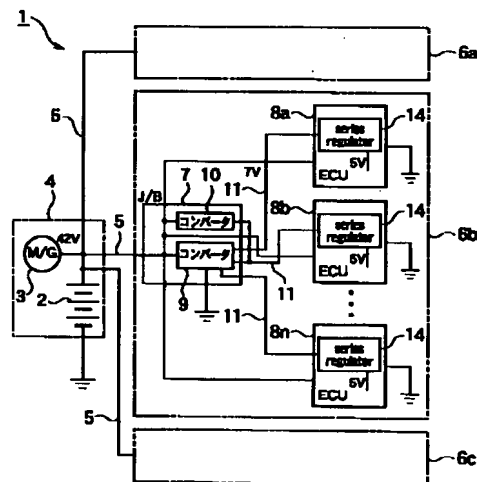 1
6a
6
8a
series
regulator
14
5V
ECU
7V
11
4
J/B
7
10
コンバータ
8b
series
regulator
14
6b
42V
M/G
5
コンバータ
5V
ECU
3
2
9
11
11
8n
series
regulator
14
5V
ECU
5
6c